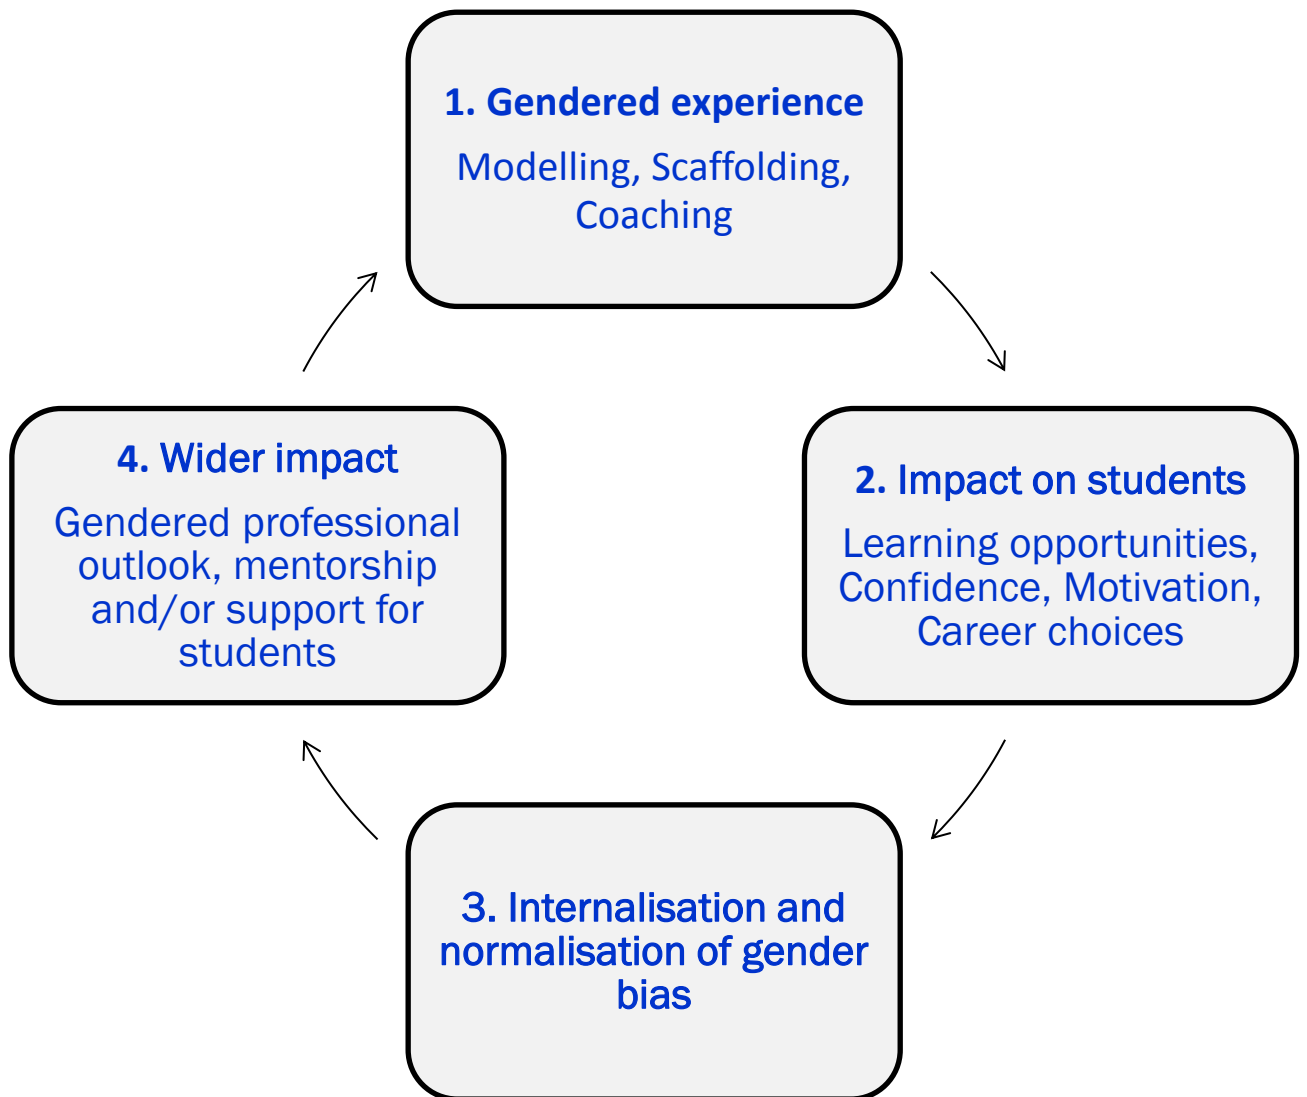 1. Gendered experience
Modelling, Scaffolding,
Coaching
2. Impact on students
Learning opportunities,
Confidence, Motivation,
Career choices
3. Internalisation and
normalisation of gender
bias
4. Wider impact
Gendered professional
outlook, mentorship
and/or support for
students